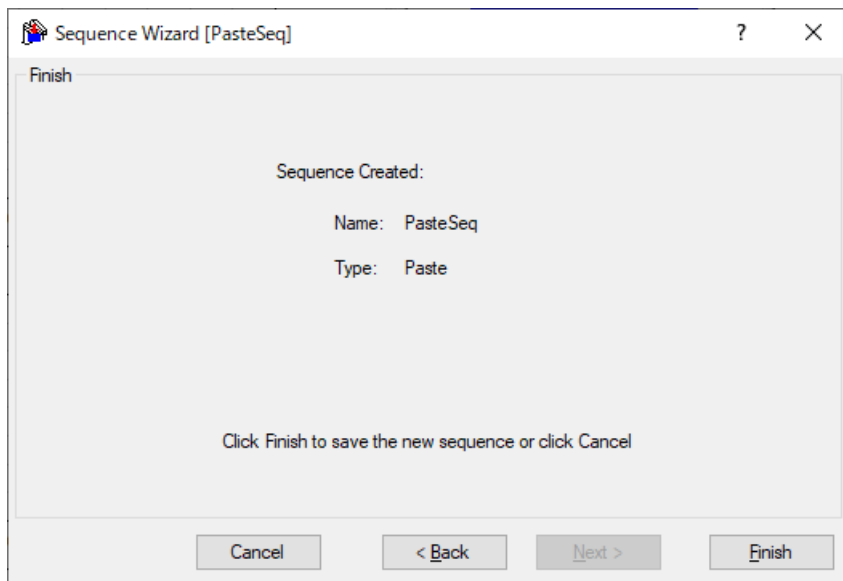 Sequence Wizard [PasteSeq]
?
Finish
Sequence Created:
Name: PasteSeq
Type: Paste
Click Finish to save the new sequence or click Cancel
Cancel
< Back
Next >
Finish